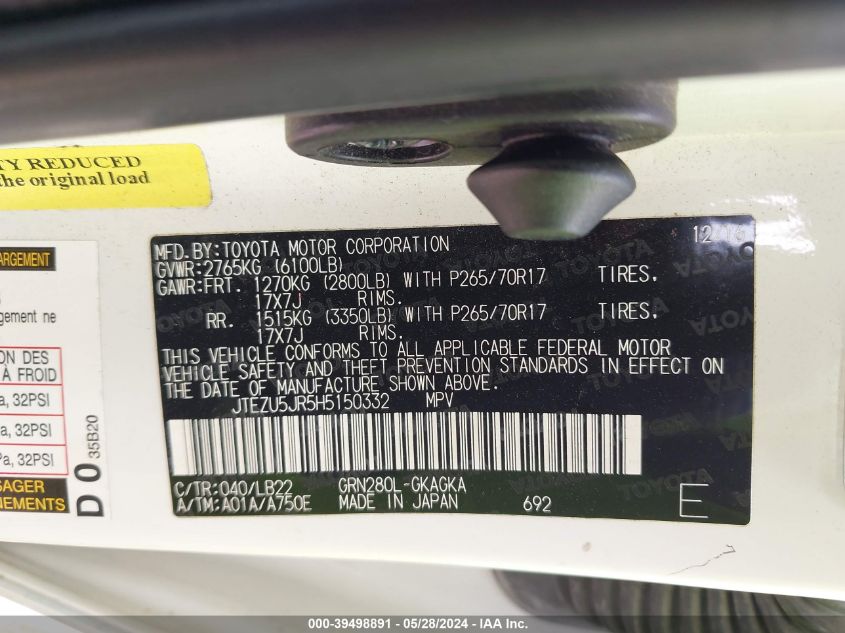 TY REDUCED
the original load
ARGEMENT
gement ne
ON DES
À FROID
a, 32PSI
a, 32PSI
Pa, 32PSI
SAGER
NEMENTS
D 0 35B20
MFD.BY:TOYOTA MOTOR CORPORATION 12/16
GVWR:2765KG (6100LB)
GAWR:FRT. 1270KG (2800LB) WITH P265/70R17 TIRES.
17X7J RIMS.
RR. 1515KG (3350LB) WITH P265/70R17 TIRES.
17X7J RIMS.
THIS VEHICLE CONFORMS TO ALL APPLICABLE FEDERAL MOTOR
VEHICLE SAFETY AND THEFT PREVENTION STANDARDS IN EFFECT ON
THE DATE OF MANUFACTURE SHOWN ABOVE.
JTEZU5JR5H5150332 MPV
C/TR:040/LB22 GRN280L-GKAGKA
A/TM:A01A/A750E MADE IN JAPAN 692 E
000-39498891 - 05/28/2024 - IAA Inc.